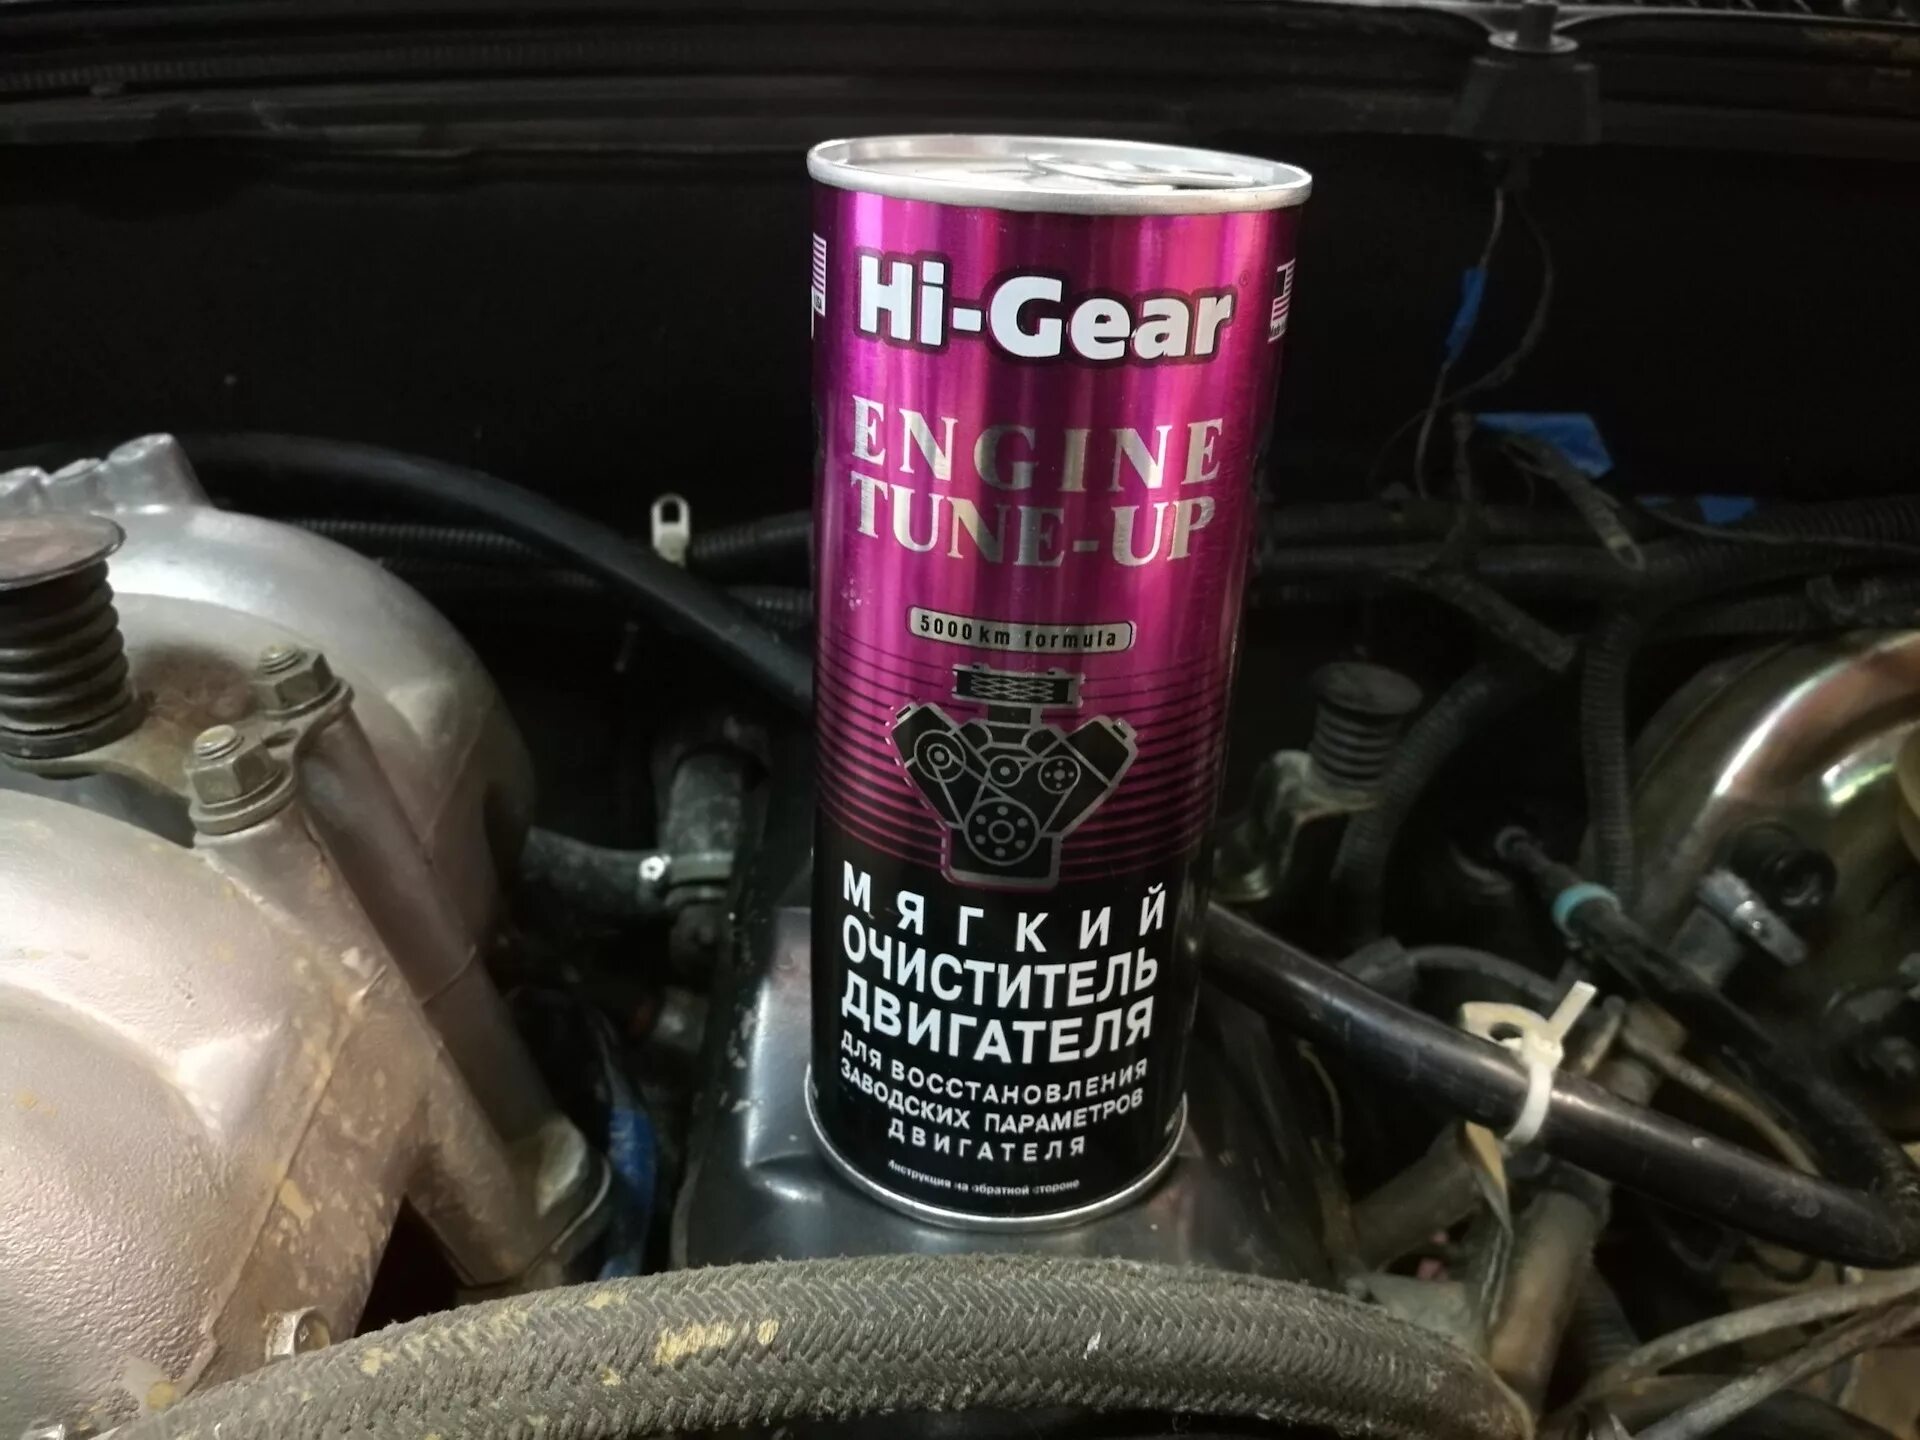 Hi-Gear
ENGINE
TUNE-UP
5000 km formula
МЯГКИЙ
ОЧИСТИТЕЛЬ
ДВИГАТЕЛЯ
ДЛЯ ВОССТАНОВЛЕНИЯ
ЗАВОДСКИХ ПАРАМЕТРОВ
ДВИГАТЕЛЯ
Инструкция на обратной стороне